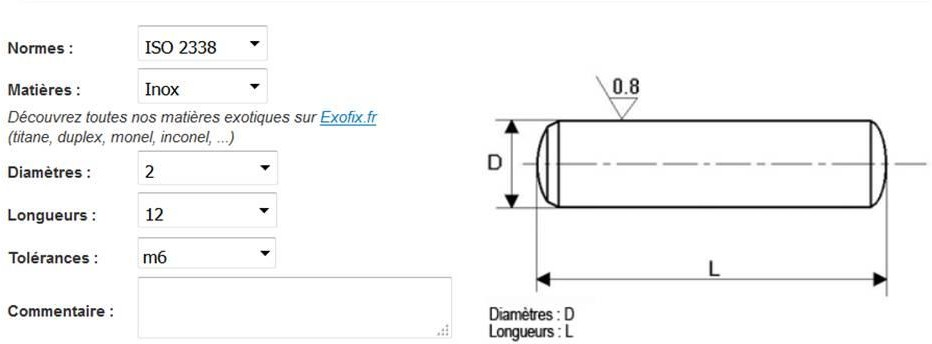 Normes :
ISO 2338
Matières :
Inox
Découvrez toutes nos matières exotiques sur Exofix.fr
(titane, duplex, monel, inconel, ...)
Diamètres :
2
Longueurs :
12
Tolérances :
m6
Commentaire :
0.8
D
L
Diamètres : D
Longueurs : L